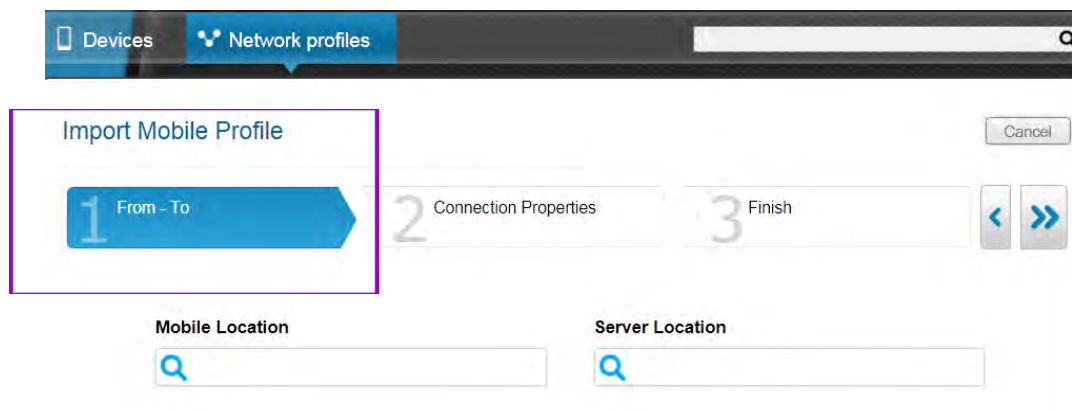 Devices Network profiles
Import Mobile Profile
Cancel
1 From - To
2 Connection Properties
3 Finish
Mobile Location
Server Location